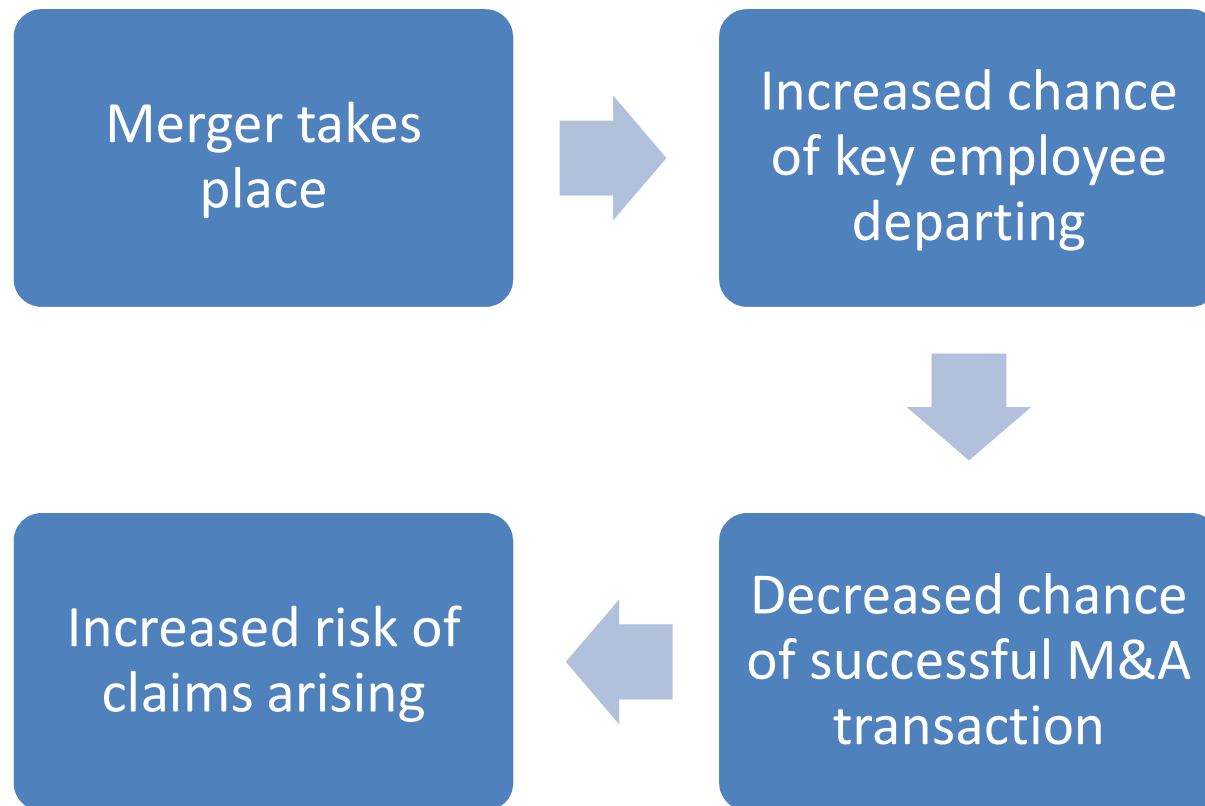 Merger takes
place
Increased chance
of key employee
departing
Decreased chance
of successful M&A
transaction
Increased risk of
claims arising